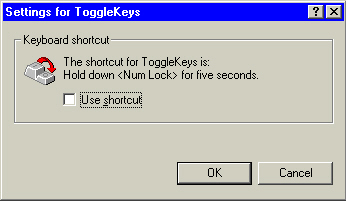 Settings for ToggleKeys
Keyboard shortcut
The shortcut for ToggleKeys is:
Hold down <Num Lock> for five seconds.
Use shortcut
OK Cancel